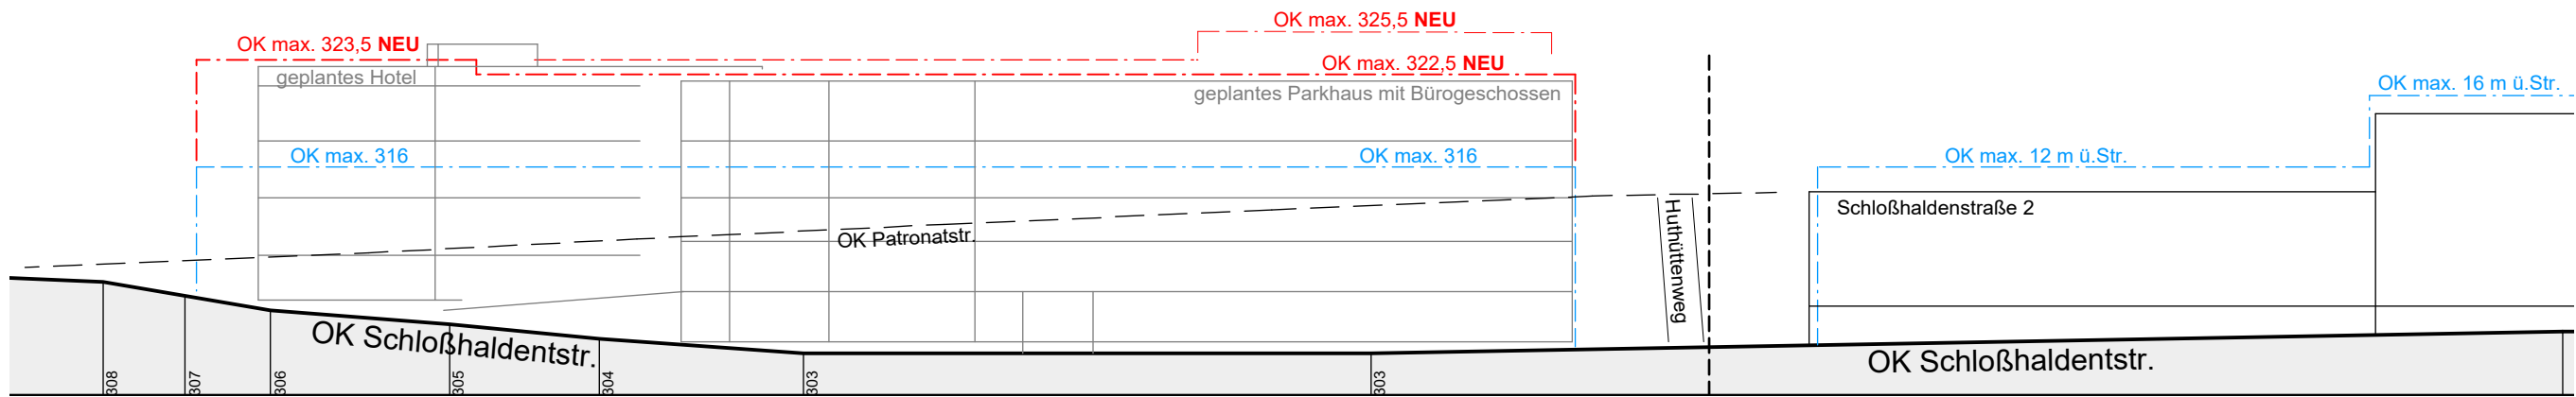 OK max. 325,5 NEU
OK max. 323,5 NEU
OK max. 322,5 NEU
geplantes Hotel
OK max. 16 m ü.Str.
geplantes Parkhaus mit Bürogeschossen
OK max. 316
OK max. 316
OK max. 12 m ü.Str.
Schloßhaldenstraße 2
OK Patronatstr.
Huthüttenweg
OK Schloßhaldentstr.
OK Schloßhaldentstr.
308
307
306
305
304
303
303